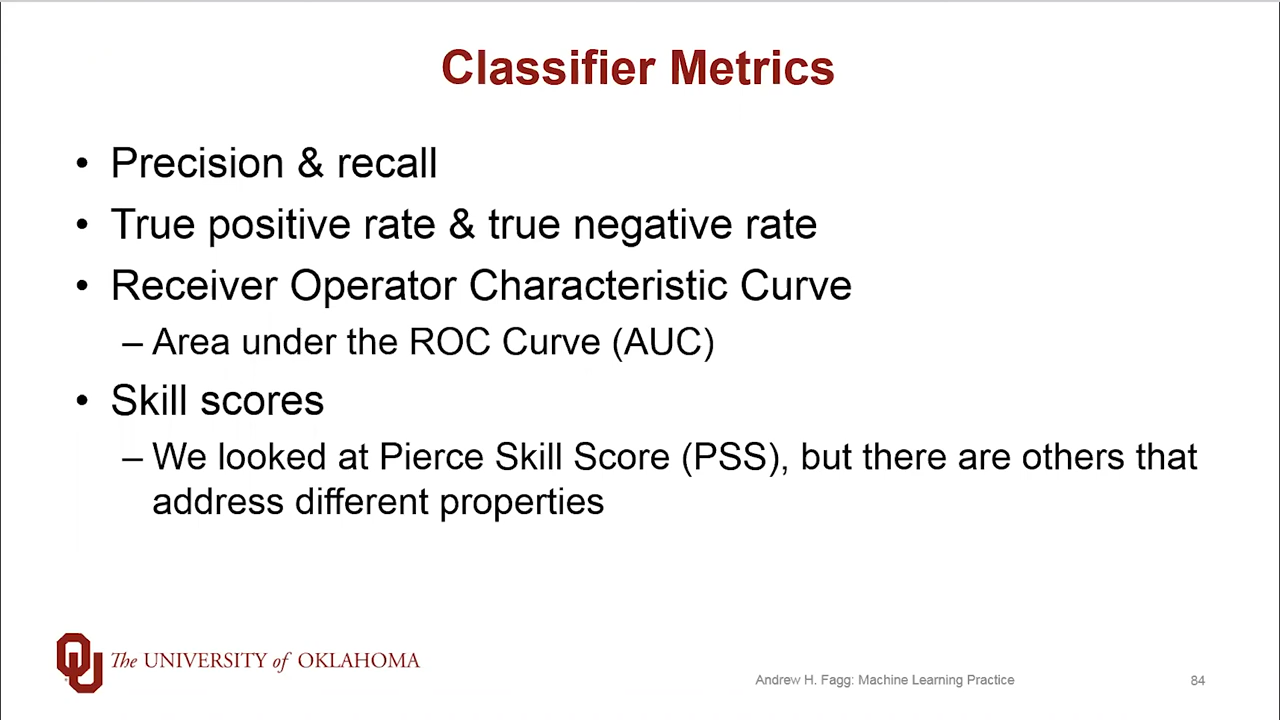 Classifier Metrics
• Precision & recall
• True positive rate & true negative rate
• Receiver Operator Characteristic Curve
– Area under the ROC Curve (AUC)
• Skill scores
– We looked at Pierce Skill Score (PSS), but there are others that
address different properties
OU The UNIVERSITY of OKLAHOMA
Andrew H. Fagg: Machine Learning Practice
84